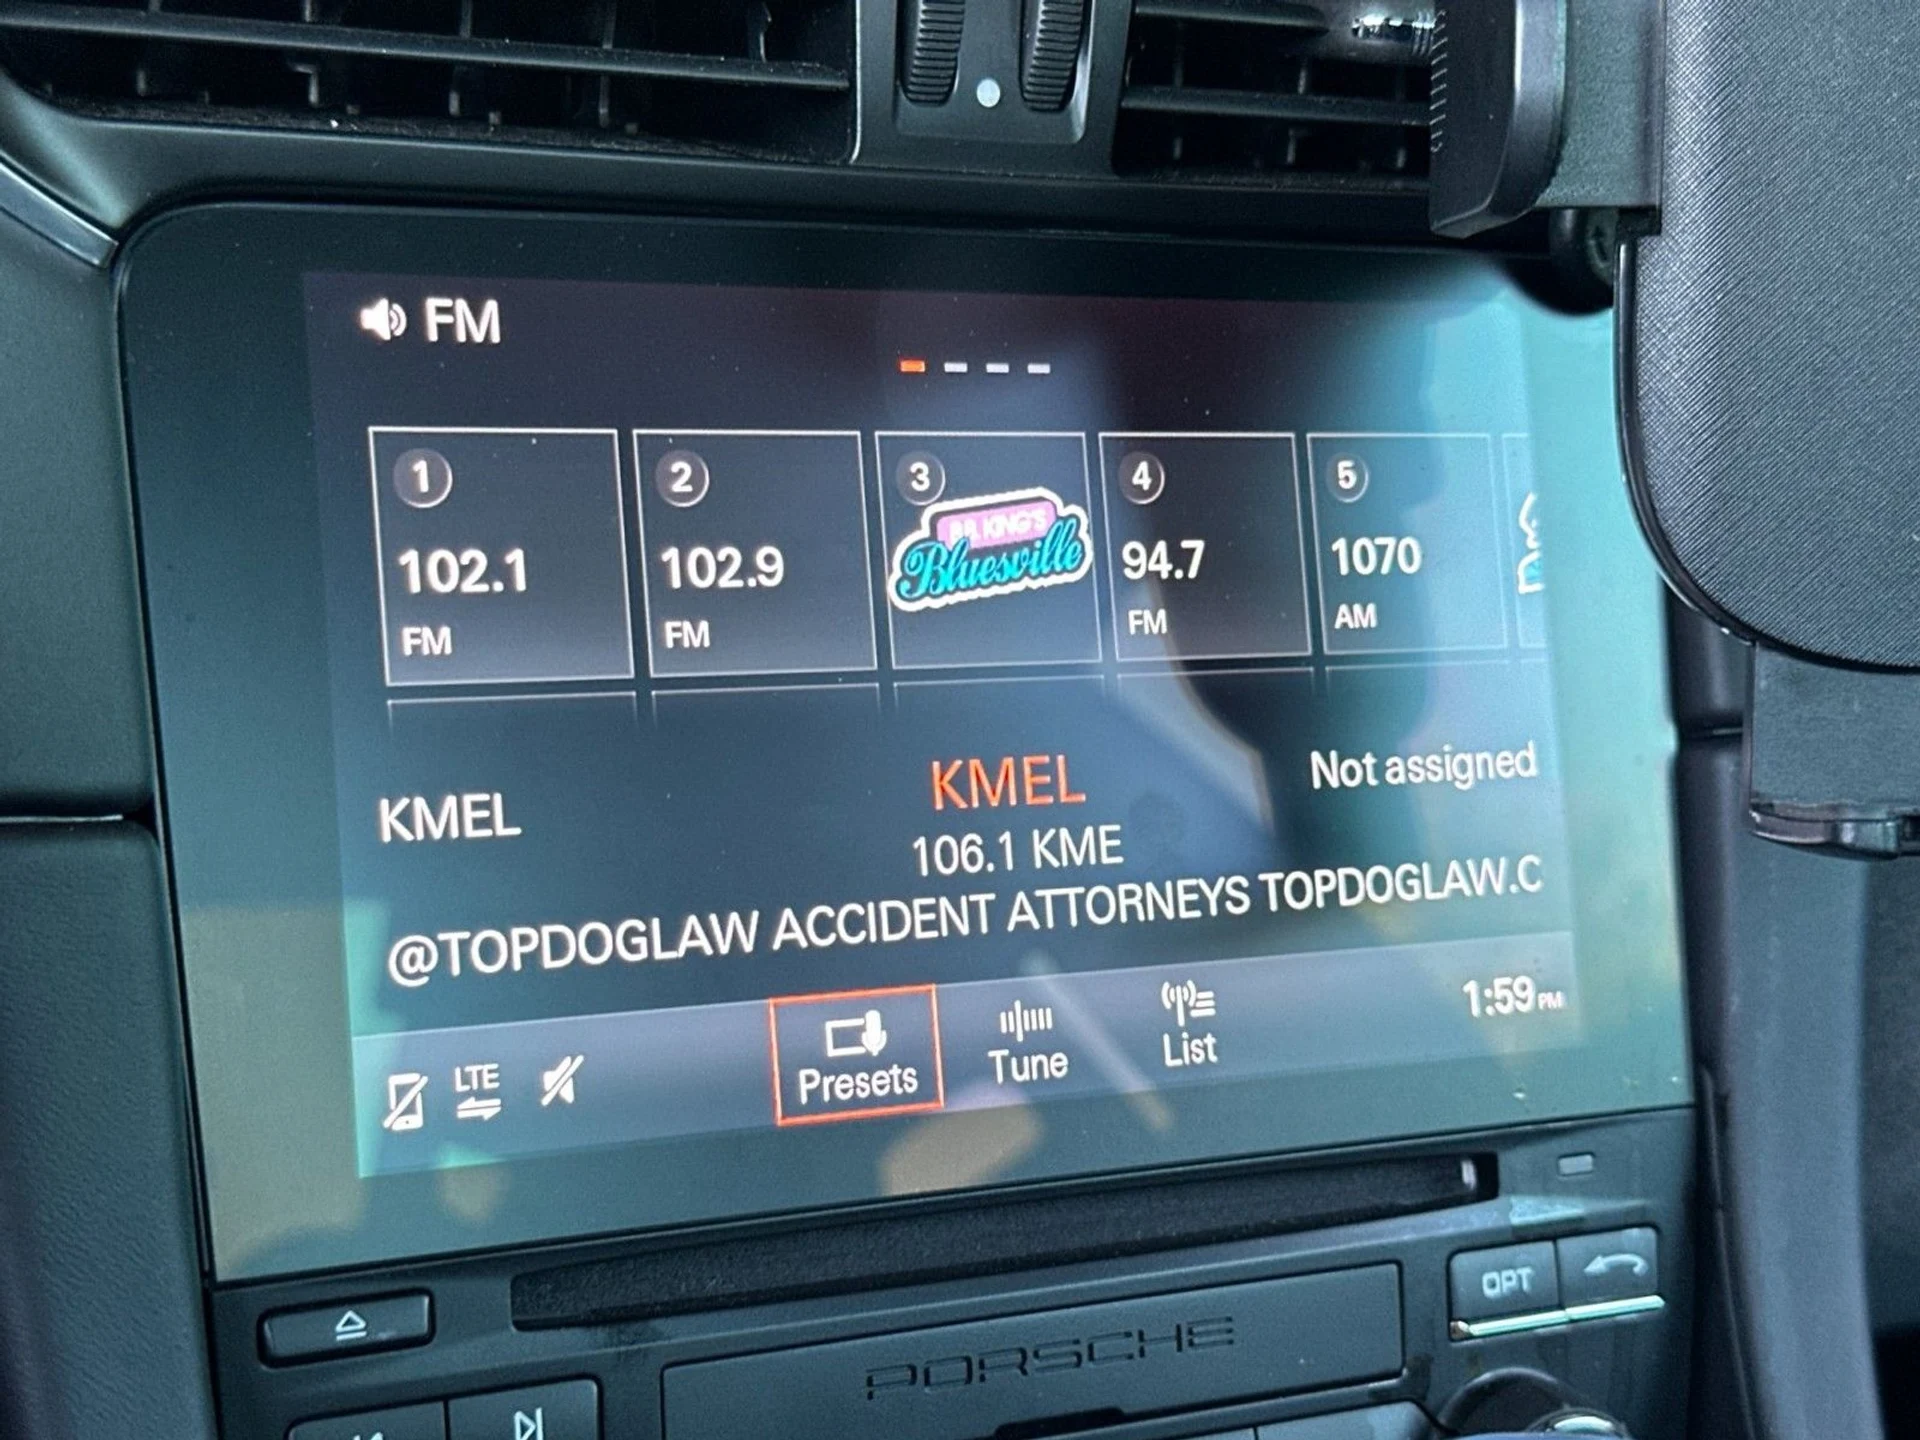 FM
1
2
3
4
5
102.1
FM
102.9
FM
B.B. KING'S
Bluesville
94.7
FM
1070
AM
KMEL
KMEL
Not assigned
106.1 KME
@TOPDOGLAW ACCIDENT ATTORNEYS TOPDOGLAW.C
LTE
Presets
Tune
List
1:59 PM
OPT
PORSCHE